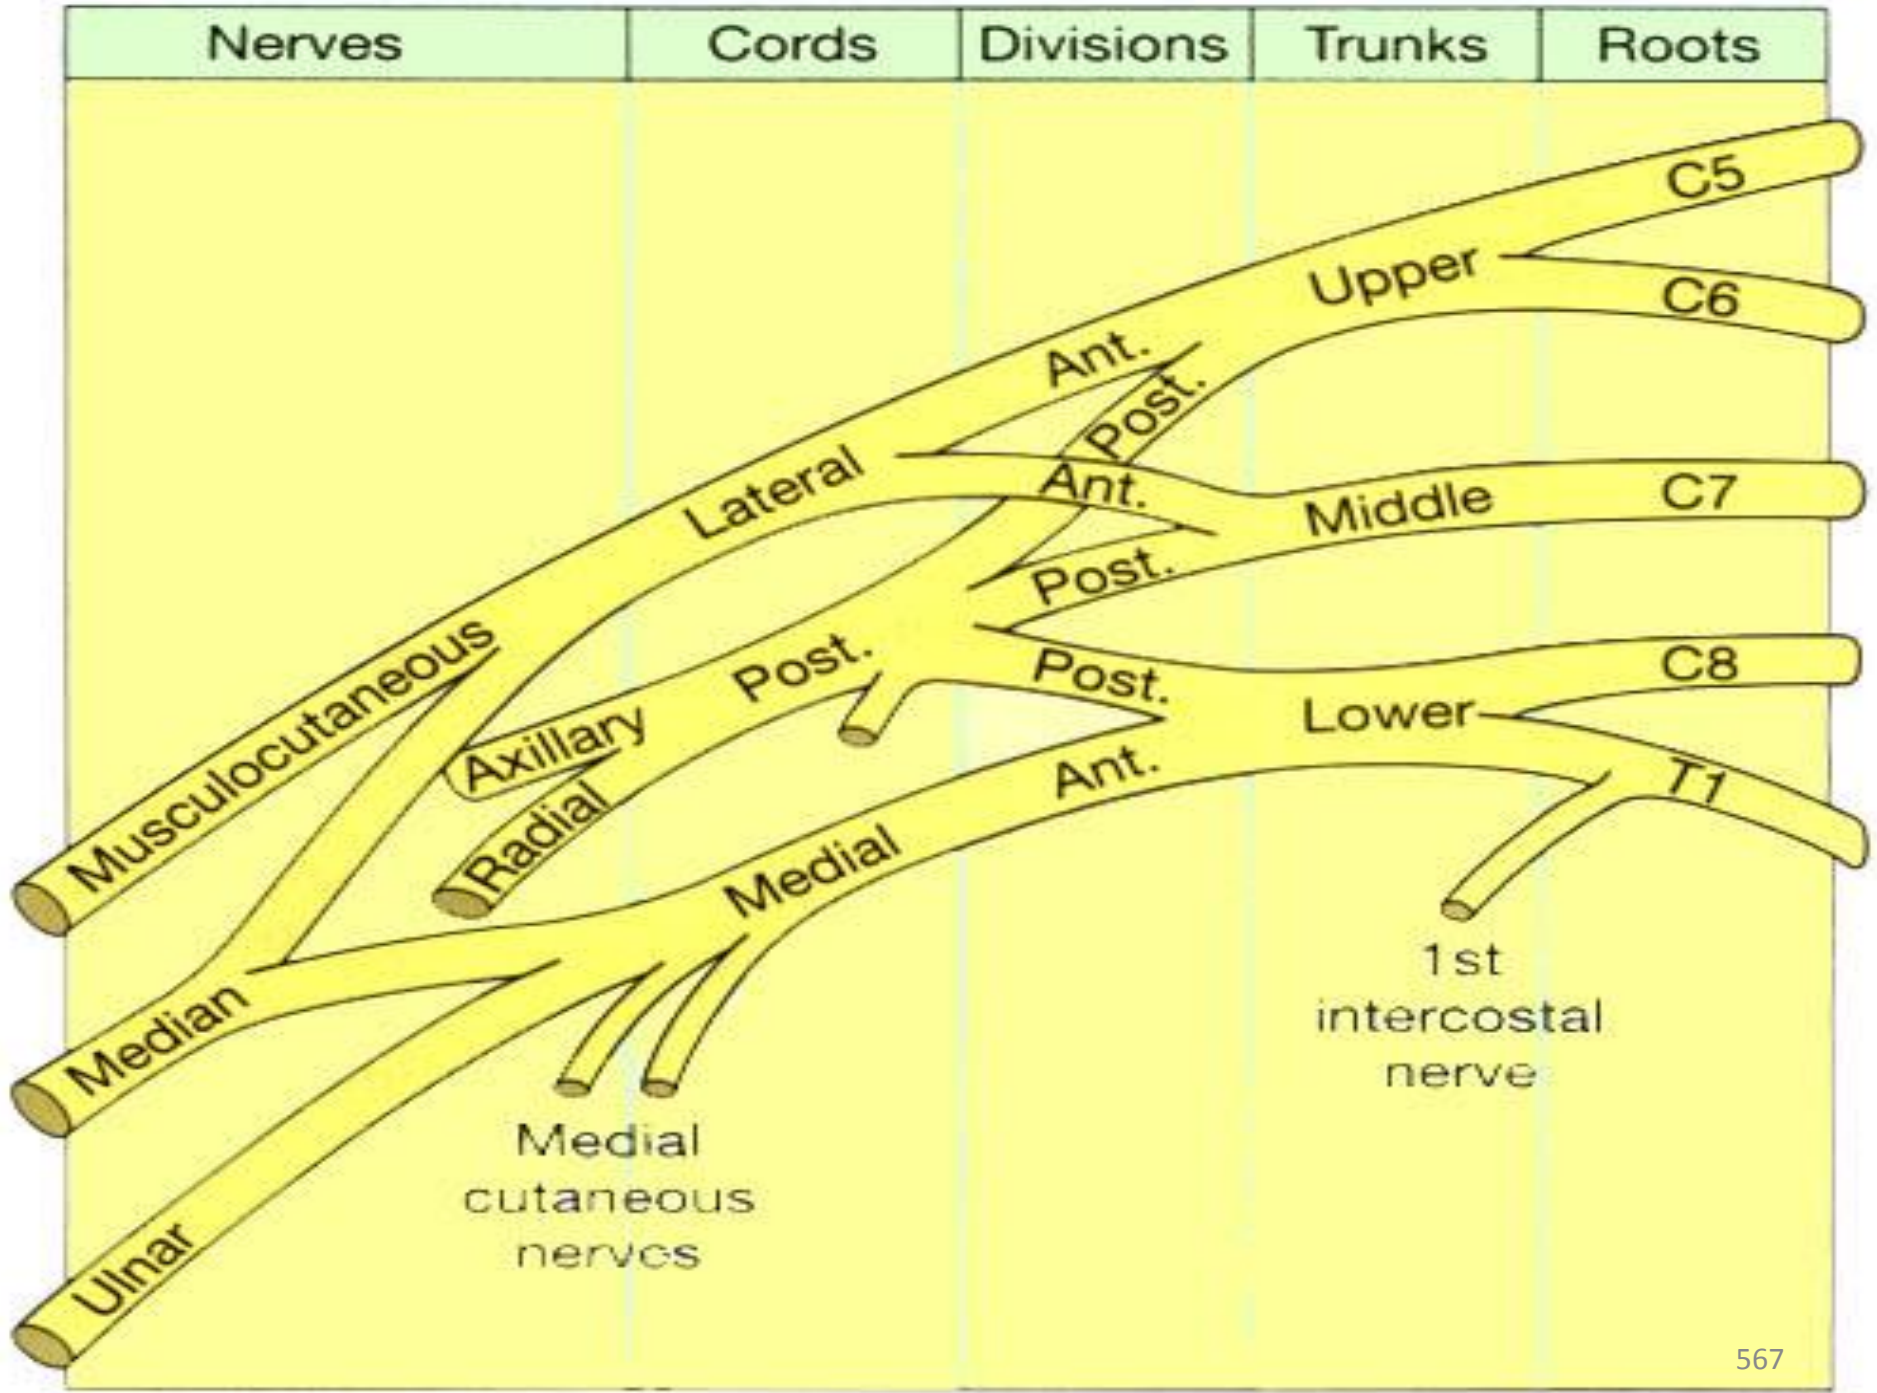 Nerves Cords Divisions Trunks Roots
C5
Upper
C6
Ant.
Post.
Lateral
Ant.
Middle
C7
Post.
Musculocutaneous
Post.
Post.
C8
Axillary
Lower
Ant.
T1
Radial
Medial
1st
intercostal
nerve
Median
Medial
cutaneous
nerves
Ulnar
567